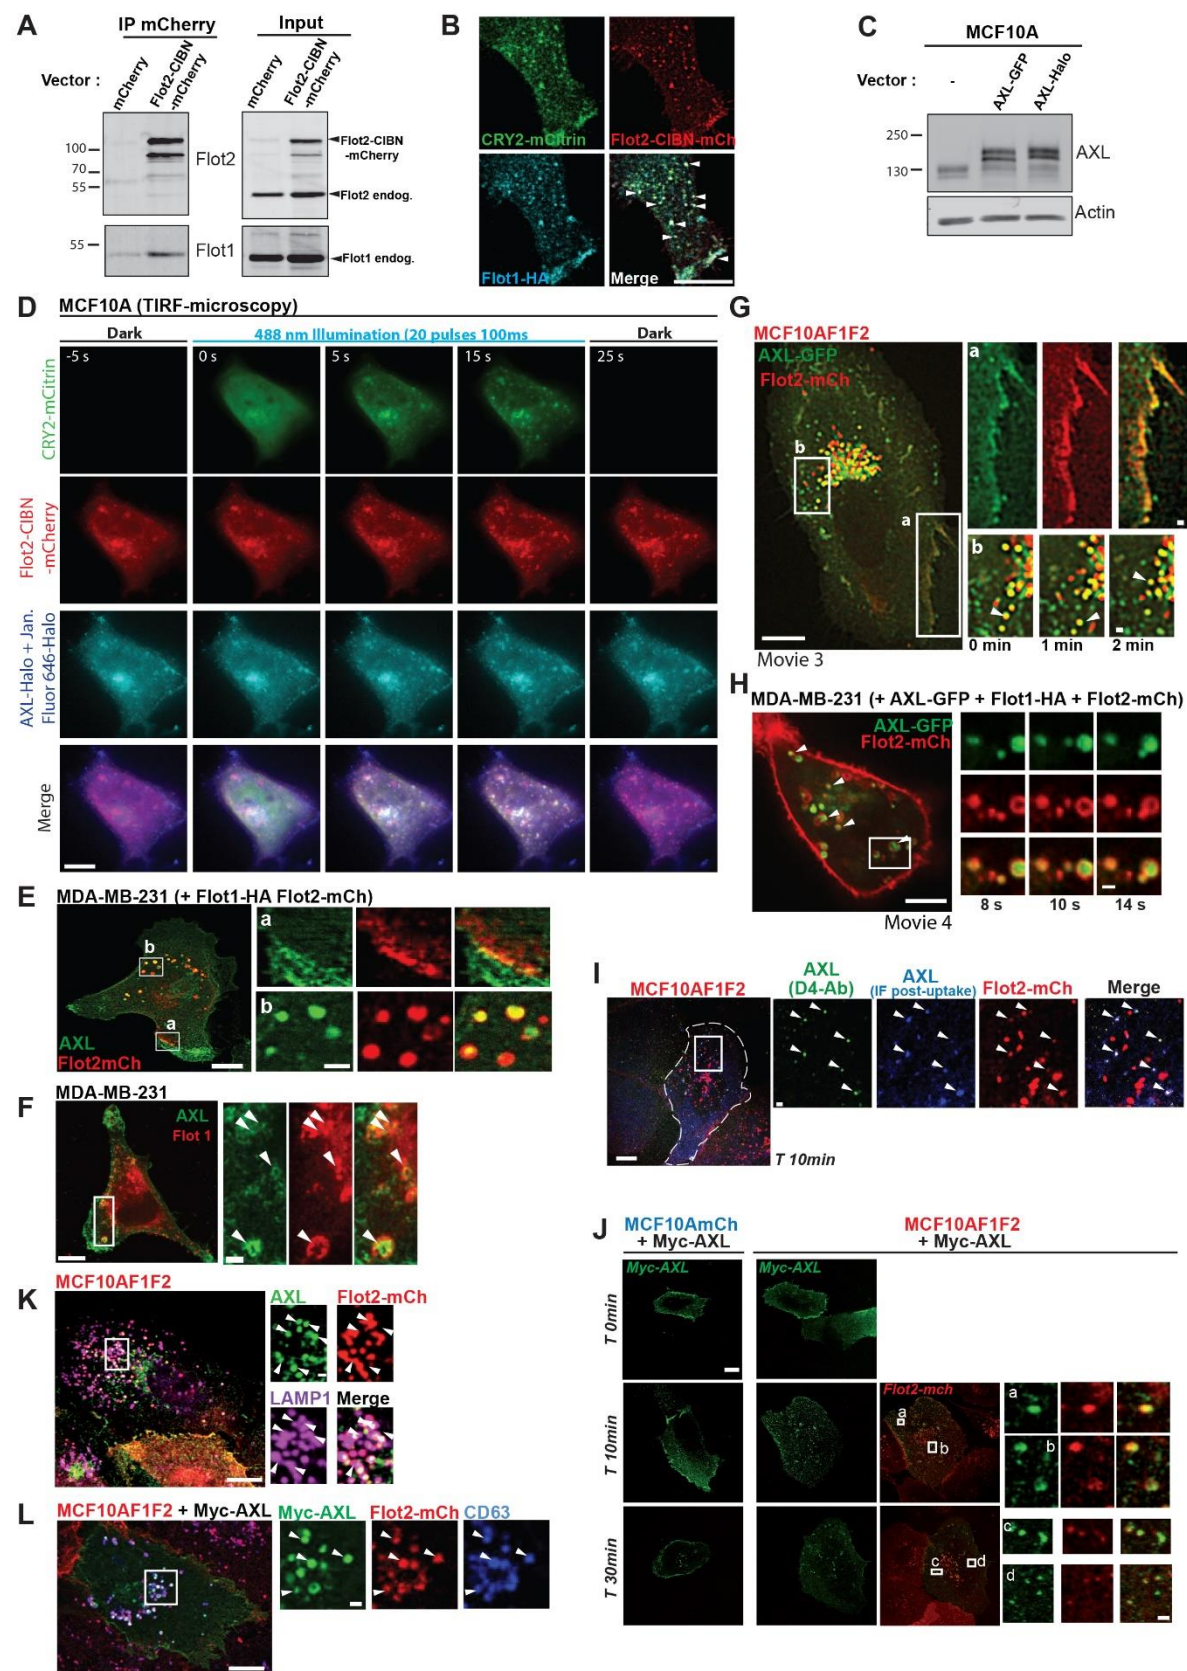 A
IP mCherry
Input
Vector :
mCherry
Flot2-CIBN
-mCherry
mCherry
Flot2-CIBN
-mCherry
100
70
55
Flot2
Flot2-CIBN
-mCherry
Flot2 endog.
55
Flot1
Flot1 endog.
B
CRY2-mCitrin
Flot2-CIBN-mCh
Flot1-HA
Merge
C
MCF10A
Vector :
-
AXL-GFP
AXL-Halo
250
130
AXL
Actin
D
MCF10A (TIRF-microscopy)
Dark
488 nm Illumination (20 pulses 100ms
Dark
-5 s
0 s
5 s
15 s
25 s
CRY2-mCitrin
Flot2-CIBN
-mCherry
AXL-Halo + Jan.
Fluor 646-Halo
Merge
E
MDA-MB-231 (+ Flot1-HA Flot2-mCh)
b
a
AXL
Flot2mCh
a
b
F
MDA-MB-231
AXL
Flot 1
G
MCF10AF1F2
AXL-GFP
Flot2-mCh
b
a
Movie 3
a
b
0 min
1 min
2 min
H
MDA-MB-231 (+ AXL-GFP + Flot1-HA + Flot2-mCh)
AXL-GFP
Flot2-mCh
Movie 4
8 s
10 s
14 s
I
MCF10AF1F2
AXL
(D4-Ab)
AXL
(IF post-uptake)
Flot2-mCh
Merge
T 10min
J
MCF10AmCh
+ Myc-AXL
MCF10AF1F2
+ Myc-AXL
Myc-AXL
Myc-AXL
T 0min
T 10min
Flot2-mch
a
b
a
b
T 30min
c
d
c
d
K
MCF10AF1F2
AXL
Flot2-mCh
LAMP1
Merge
L
MCF10AF1F2 + Myc-AXL
Myc-AXL
Flot2-mCh
CD63